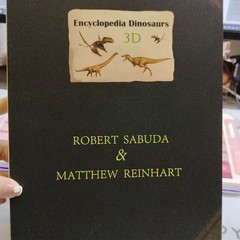 Encyclopedia Dinosaurs
3D
ROBERT SABUDA
&
MATTHEW REINHART